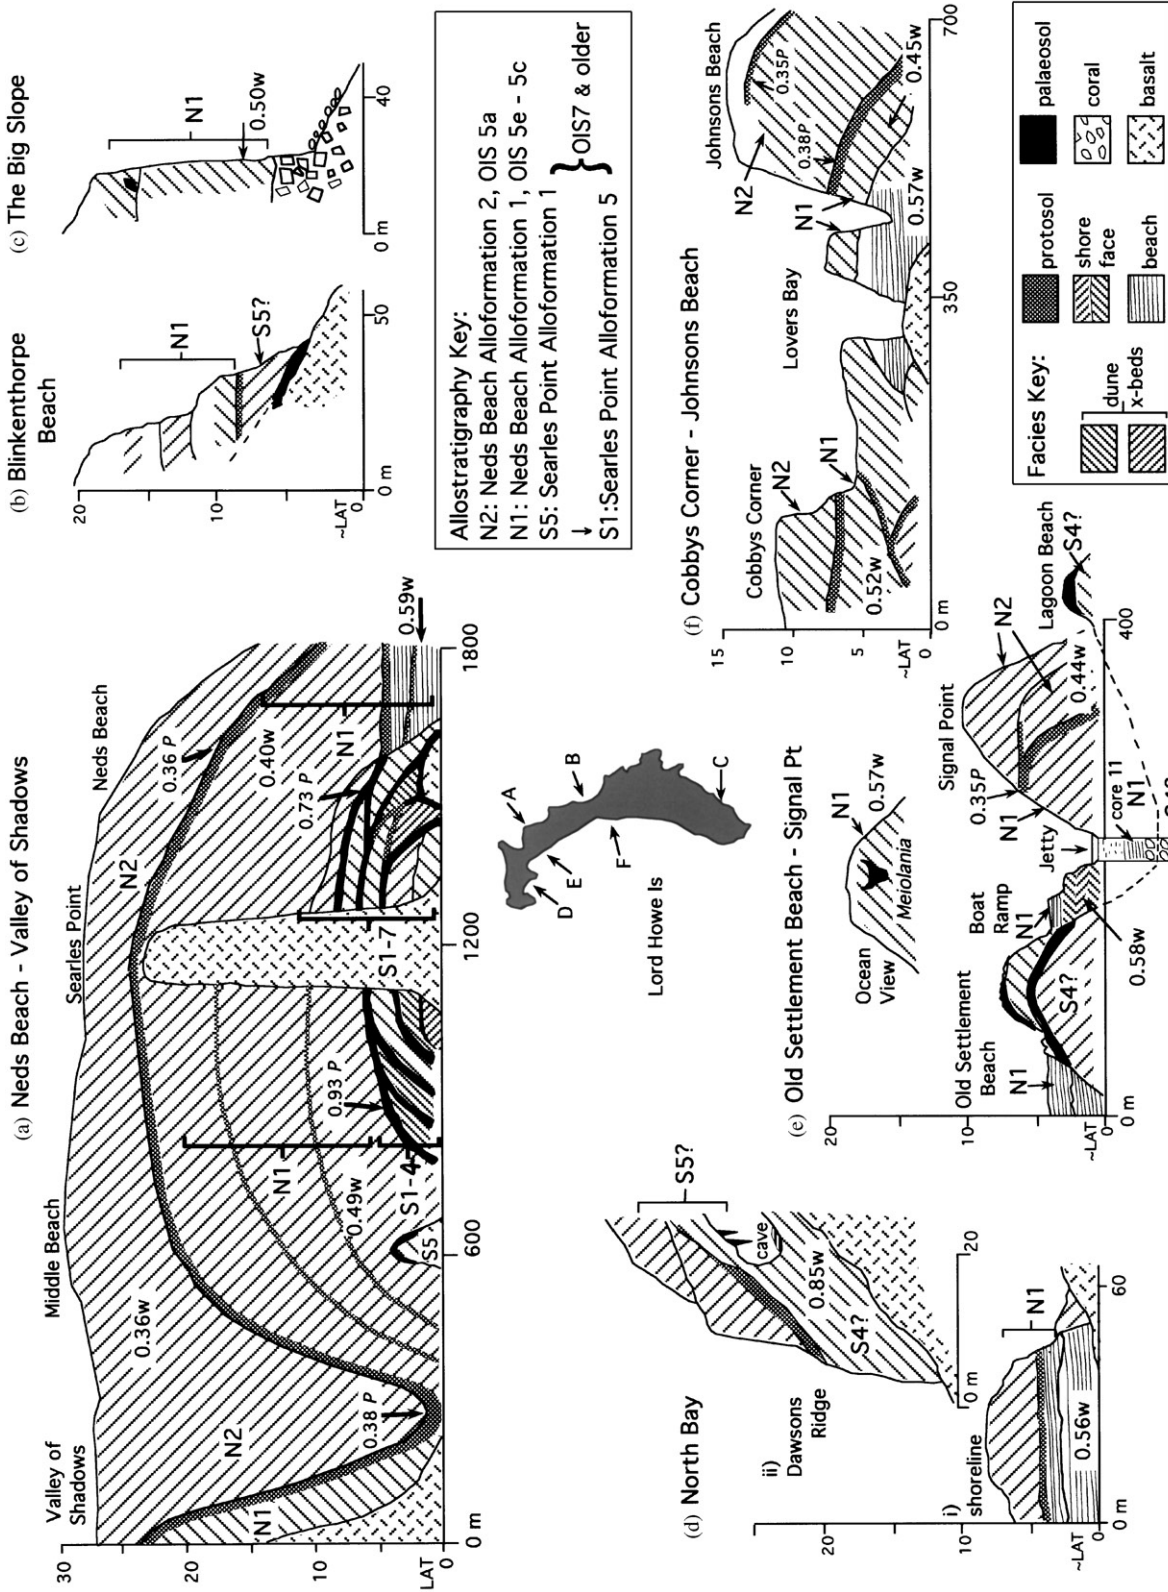 (a) Neds Beach - Valley of Shadows
Valley of
Shadows
Middle Beach
Searles Point
Neds Beach
30
20
10
LAT
0
0 m
600
1200
1800
N1
N2
0.38 P
0.36w
N1
0.49w
S5
S1-4
0.93 P
S1-7
N2
0.73 P
0.40w
0.36 P
N1
0.59w
(b) Blinkenthorpe
Beach
20
10
~LAT
0
0 m
50
N1
S5?
(c) The Big Slope
0 m
40
N1
0.50w
Allostratigraphy Key:
N2: Neds Beach Alloformation 2, OIS 5a
N1: Neds Beach Alloformation 1, OIS 5e - 5c
S5: Searles Point Alloformation 1
↓
S1:Searles Point Alloformation 5
} OIS7 & older
A
B
C
D
E
F
Lord Howe Is
(d) North Bay
ii)
Dawsons
Ridge
S5?
cave
0.85w
S4?
0 m
20
i)
shoreline
20
10
~LAT
0
0 m
60
N1
0.56w
(e) Old Settlement Beach - Signal Pt
Ocean
View
Meiolania
N1
0.57w
20
10
~LAT
0
0 m
400
Old Settlement
Beach
N1
S4?
Boat
Ramp
N1
0.58w
Jetty
core 11
N1
Signal Point
0.35P
N1
N2
0.44w
Lagoon Beach
S4?
(f) Cobbys Corner - Johnsons Beach
15
10
5
~LAT
0
0 m
350
700
Cobbys Corner
N2
N1
0.52w
Lovers Bay
N1
0.57w
Johnsons Beach
N2
0.38P
0.35P
0.45w
Facies Key:
dune
x-beds
protosol
shore
face
beach
palaeosol
coral
basalt